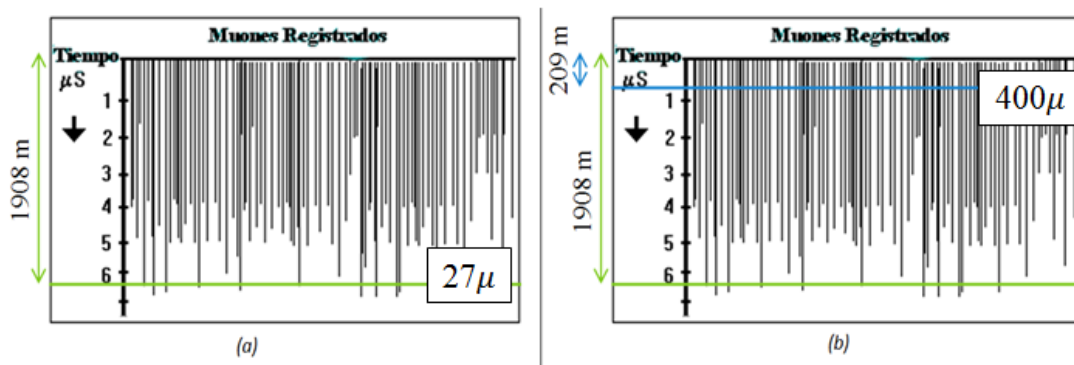 Muones Registrados
Tiempo
μS
1
2
3
4
5
6
1908 m
27μ
(a)
Muones Registrados
Tiempo
μS
1
2
3
4
5
6
209 m
1908 m
400μ
(b)